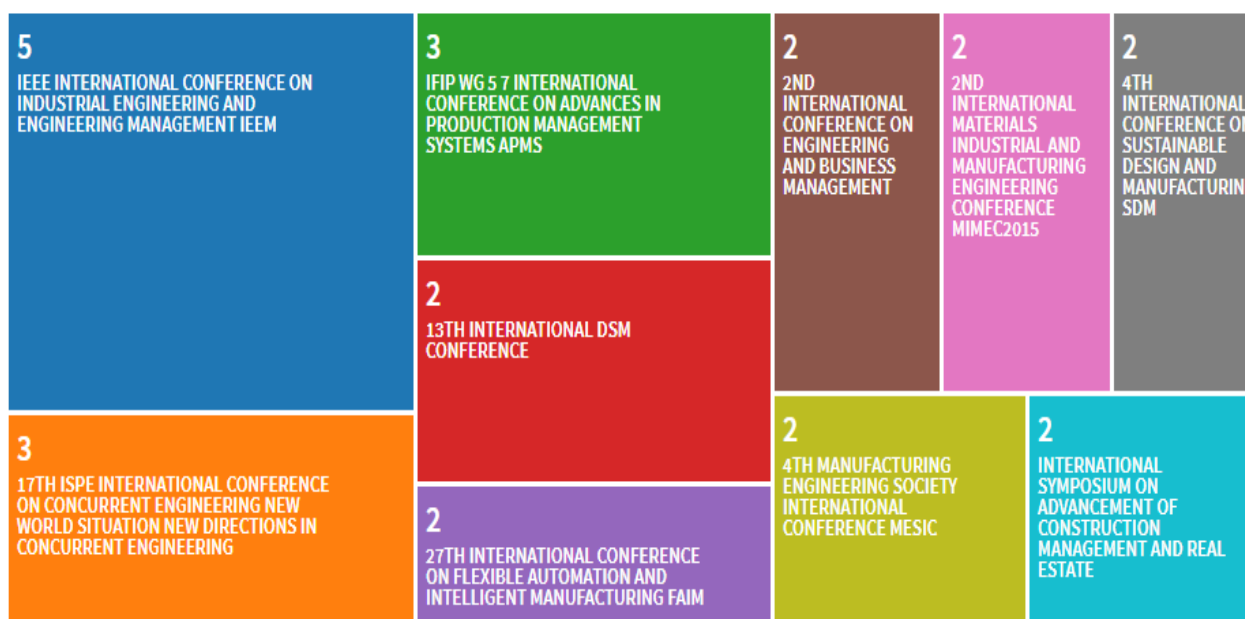 5
IEEE INTERNATIONAL CONFERENCE ON
INDUSTRIAL ENGINEERING AND
ENGINEERING MANAGEMENT IEEM
3
17TH ISPE INTERNATIONAL CONFERENCE
ON CONCURRENT ENGINEERING NEW
WORLD SITUATION NEW DIRECTIONS IN
CONCURRENT ENGINEERING
3
IFIP WG 5 7 INTERNATIONAL
CONFERENCE ON ADVANCES IN
PRODUCTION MANAGEMENT
SYSTEMS APMS
2
13TH INTERNATIONAL DSM
CONFERENCE
2
27TH INTERNATIONAL CONFERENCE
ON FLEXIBLE AUTOMATION AND
INTELLIGENT MANUFACTURING FAIM
2
2ND
INTERNATIONAL
CONFERENCE ON
ENGINEERING
AND BUSINESS
MANAGEMENT
2
2ND
INTERNATIONAL
MATERIALS
INDUSTRIAL AND
MANUFACTURING
ENGINEERING
CONFERENCE
MIMEC2015
2
4TH
INTERNATIONAL
CONFERENCE
SUSTAINABLE
DESIGN AND
SDM
2
4TH MANUFACTURING
ENGINEERING SOCIETY
INTERNATIONAL
CONFERENCE MESIC
2
INTERNATIONAL
SYMPOSIUM ON
ADVANCEMENT OF
CONSTRUCTION
MANAGEMENT AND REAL
ESTATE